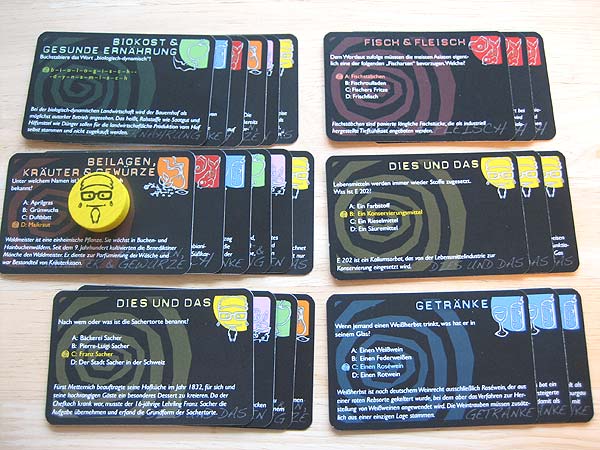 BIOKOST &
GESUNDE ERNÄHRUNG
Buchstabiere das Wort „biologisch-dynamisch“!
b-i-o-l-o-g-i-s-c-h--
d-y-n-a-m-i-s-c-h
Bei der biologisch-dynamischen Landwirtschaft wird der Bauernhof als
möglichst autarker Betrieb angesehen. Das heißt, Rohstoffe wie Saatgut und
Hilfsmittel wie Dünger sollen für die landwirtschaftliche Produktion vom Hof
selbst stammen und nicht zugekauft werden.
FISCH & FLEISCH
Dem Wortlaut zufolge müssten die meisten Autisten eigent-
lich eine der folgenden „Fischarten“ bevorzugen. Welche?
A: Fischstäbchen
B: Fischrouladen
C: Fischers Fritze
D: Frischfisch
Fischstäbchen sind panierte längliche Fischstücke, die als industriell
hergestellte Tiefkühlkost angeboten werden.
FLEISCH
BEILAGEN,
KRÄUTER & GEWÜRZE
Unter welchem Namen ist
bekannt?
A: Aprilgras
B: Grünwuchs
C: Duftblatt
D: Maikraut
Waldmeister ist eine einheimische Pflanze. Sie wächst in Buchen- und
Hainbuchenwäldern. Seit dem 9. Jahrhundert kultivierten die Benediktiner
Mönche den Waldmeister. Er diente zur Parfümierung der Wäsche und
war Bestandteil von Kräuterkissen.
DIES UND DAS
Lebensmitteln werden immer wieder Stoffe zugesetzt.
Was ist E 202?
A: Ein Farbstoff
B: Ein Konservierungsmittel
C: Ein Rieselmittel
D: Ein Säuremittel
E 202 ist ein Kaliumsorbat, das von der Lebensmittelindustrie zur
Konservierung eingesetzt wird.
DIES UND DAS
DIES UND DAS
Nach wem oder was ist die Sachertorte benannt?
A: Bäckerei Sacher
B: Pierre-Luigi Sacher
C: Franz Sacher
D: Der Stadt Sacher in der Schweiz
Fürst Metternich beauftragte seine Hofküche im Jahr 1832, für sich und
seine hochrangigen Gäste ein besonderes Dessert zu kreieren. Da der
Chefkoch krank war, musste der 16-jährige Lehrling Franz Sacher die
Aufgabe übernehmen und erfand die Grundform der Sachertorte.
GETRÄNKE
Wenn jemand einen Weißherbst trinkt, was hat er in
seinem Glas?
A: Einen Weißwein
B: Einen Federweißen
C: Einen Roséwein
D: Einen Rotwein
Weißherbst ist nach deutschem Weinrecht ausschließlich Roséwein, der aus
einer roten Rebsorte gekeltert wurde, bei dem aber das Verfahren zur Her-
stellung von Weißweinen angewendet wird. Die Weintrauben müssen zusätz-
lich aus einer einzigen Lage stammen.
GETRÄNKE